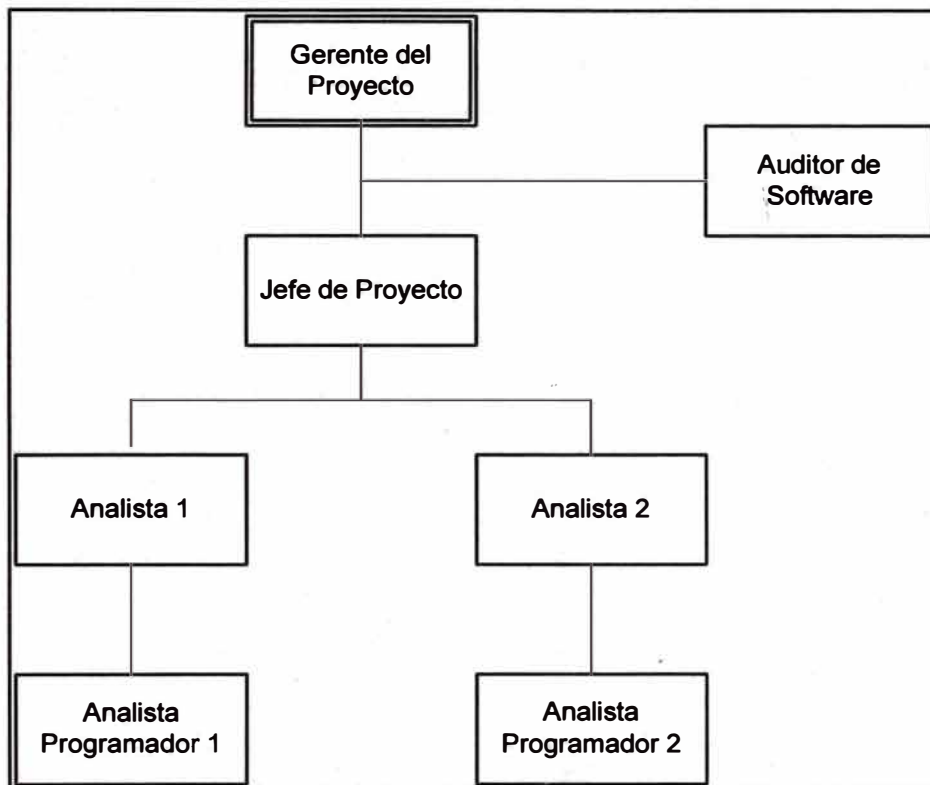 Gerente del
Proyecto
Auditor de
Software
Jefe de Proyecto
Analista 1
Analista 2
Analista
Programador 1
Analista
Programador 2